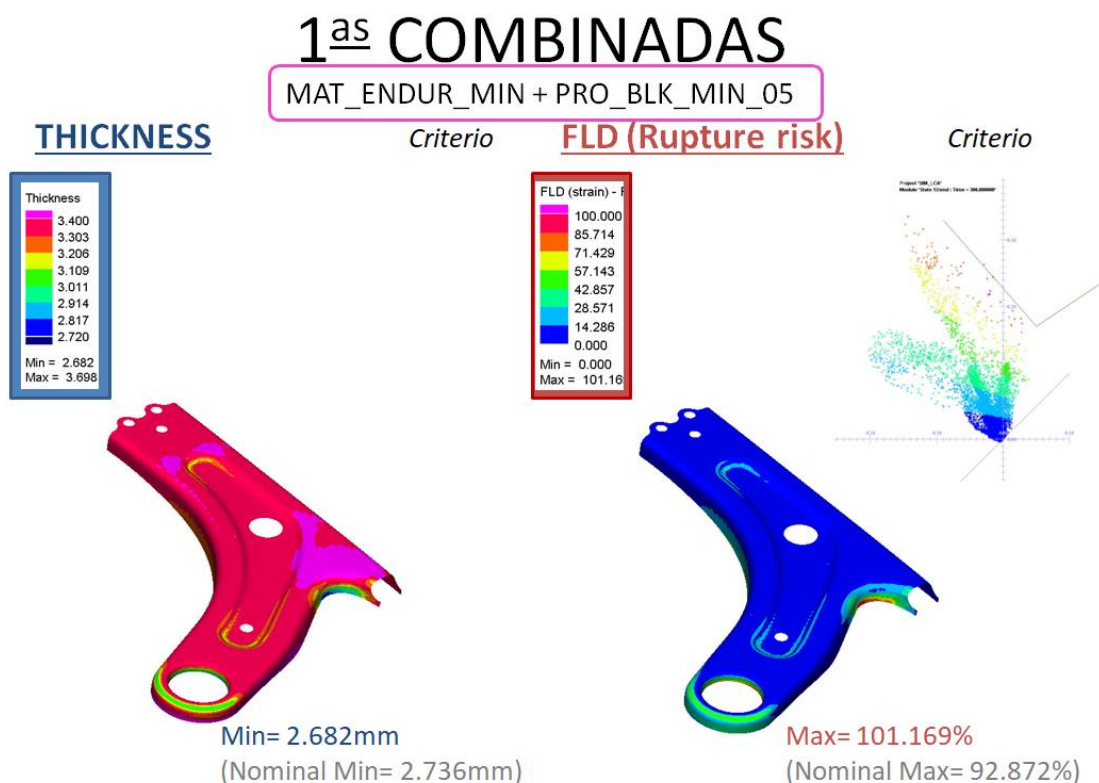 1as COMBINADAS
MAT_ENDUR_MIN + PRO_BLK_MIN_05
THICKNESS
Criterio
FLD (Rupture risk)
Criterio
Thickness
3.400
3.303
3.206
3.109
3.011
2.914
2.817
2.720
Min = 2.682
Max = 3.698
FLD (strain) - F
100.000
85.714
71.429
57.143
42.857
28.571
14.286
0.000
Min = 0.000
Max = 101.16
Min= 2.682mm
(Nominal Min= 2.736mm)
Max= 101.169%
(Nominal Max= 92.872%)